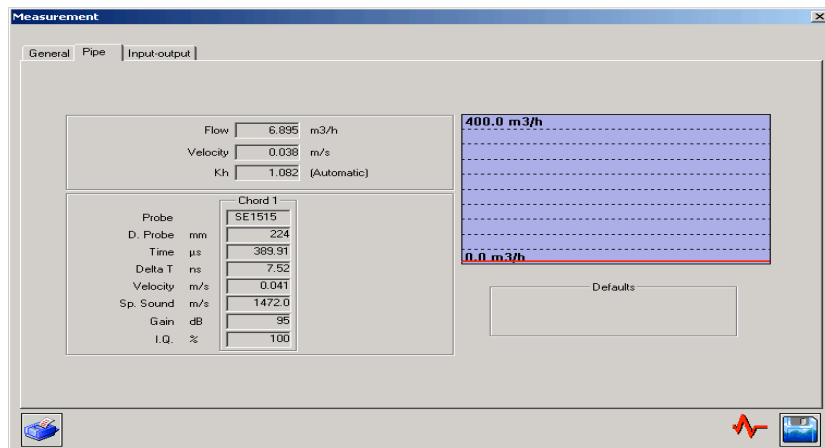 Measurement
General Pipe Input-output
Flow 6.895 m3/h
Velocity 0.038 m/s
Kh 1.082 (Automatic)
Chord 1
Probe SE1515
D. Probe mm 224
Time µs 389.91
Delta T ns 7.52
Velocity m/s 0.041
Sp. Sound m/s 1472.0
Gain dB 95
I.Q. % 100
400.0 m3/h
0.0 m3/h
Defaults